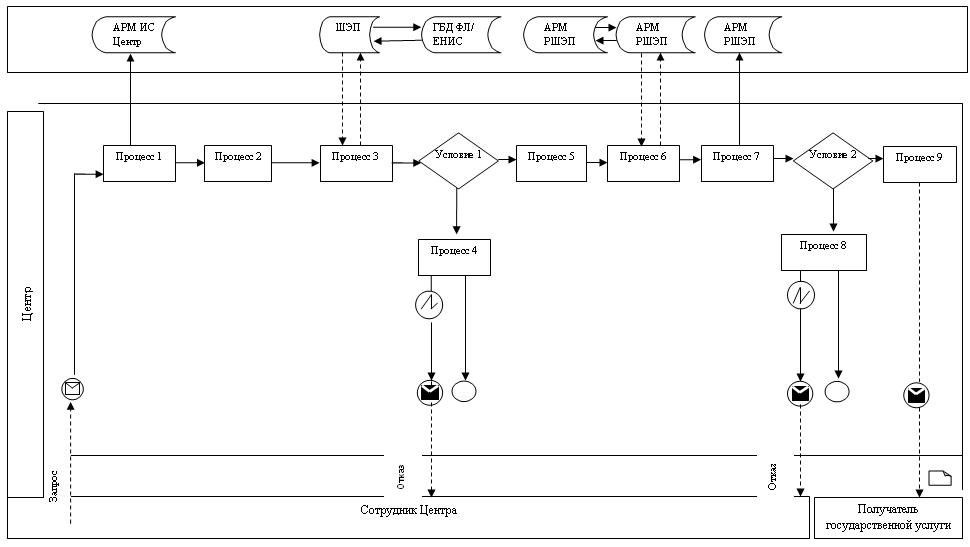 АРМ ИС
Центр
ШЭП
ГБД ФЛ/
ЕНИС
АРМ
РШЭП
АРМ
РШЭП
АРМ
РШЭП
Процесс 1
Процесс 2
Процесс 3
Условие 1
Процесс 5
Процесс 6
Процесс 7
Условие 2
Процесс 9
Процесс 4
Процесс 8
Центр
Запрос
Отказ
Отказ
Сотрудник Центра
Получатель
государственной услуги